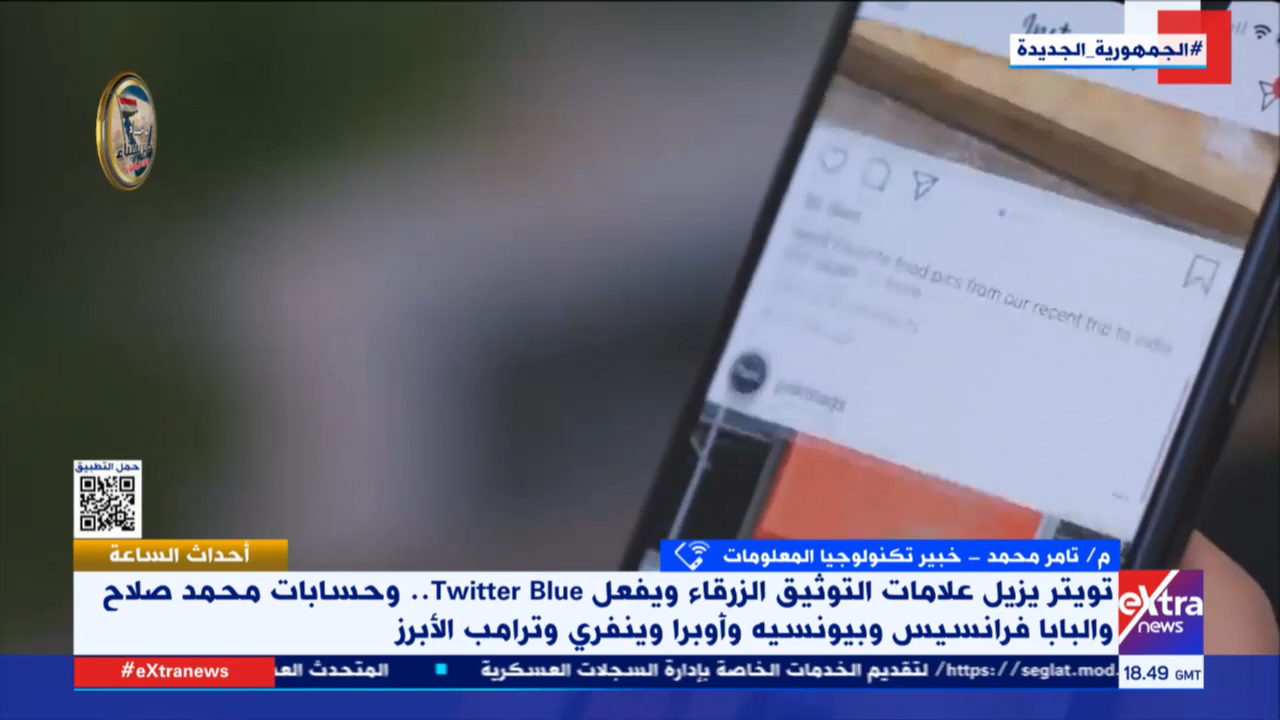 #الجمهورية_الجديدة
food pics from our recent trip to india
حمل التطبيق
أحداث الساعة
م/ تامر محمد - خبير تكنولوجيا المعلومات
تويتر يزيل علامات التوثيق الزرقاء ويفعل Twitter Blue.. وحسابات محمد صلاح
والبابا فرانسيس وبيونسيه وأوبرا وينفري وترامب الأبرز
eXtra
news
#eXtranews
https://seglat.mod. /لتقديم الخدمات الخاصة بإدارة السجلات العسكرية
المتحدث
18.49 GMT